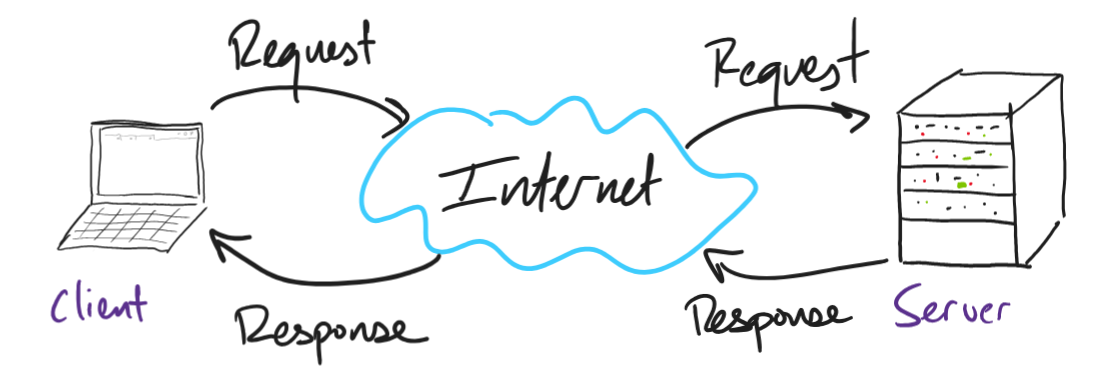 Request
Request
Internet
Client
Response
Response
Server